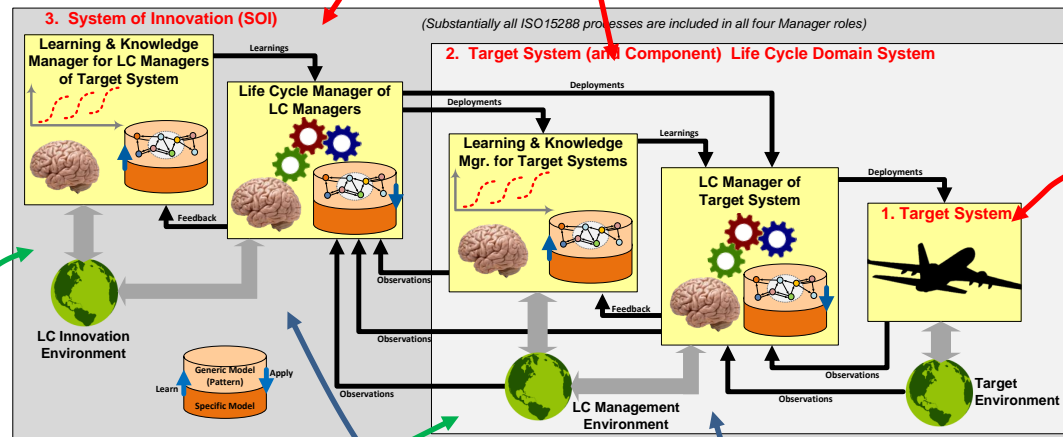 3. System of Innovation (SOI)
(Substantially all ISO15288 processes are included in all four Manager roles)
Learning & Knowledge
Manager for LC Managers
of Target System
Learnings
2. Target System (and Component) Life Cycle Domain System
Life Cycle Manager of
LC Managers
Deployments
Deployments
Learning & Knowledge
Mgr. for Target Systems
Learnings
LC Manager of
Target System
Deployments
1. Target System
Feedback
Observations
Feedback
Observations
Observations
Observations
Observations
LC Innovation
Environment
Generic Model
(Pattern)
Learn
Apply
Specific Model
LC Management
Environment
Target
Environment